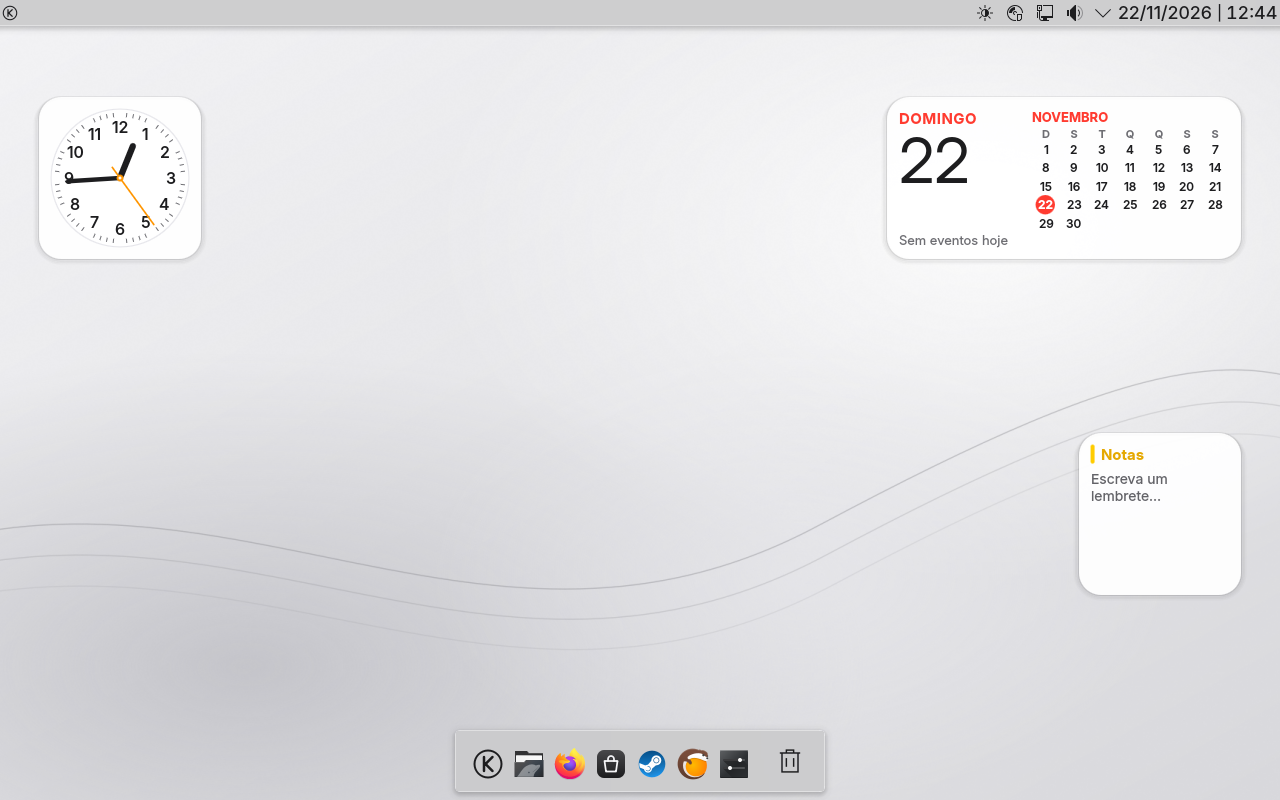 22/11/2026 | 12:44
12
11 1
10 2
9 3
8 4
7 5
6
DOMINGO
22
Sem eventos hoje
NOVEMBRO
D S T Q Q S S
1 2 3 4 5 6 7
8 9 10 11 12 13 14
15 16 17 18 19 20 21
22 23 24 25 26 27 28
29 30
Notas
Escreva um
lembrete...